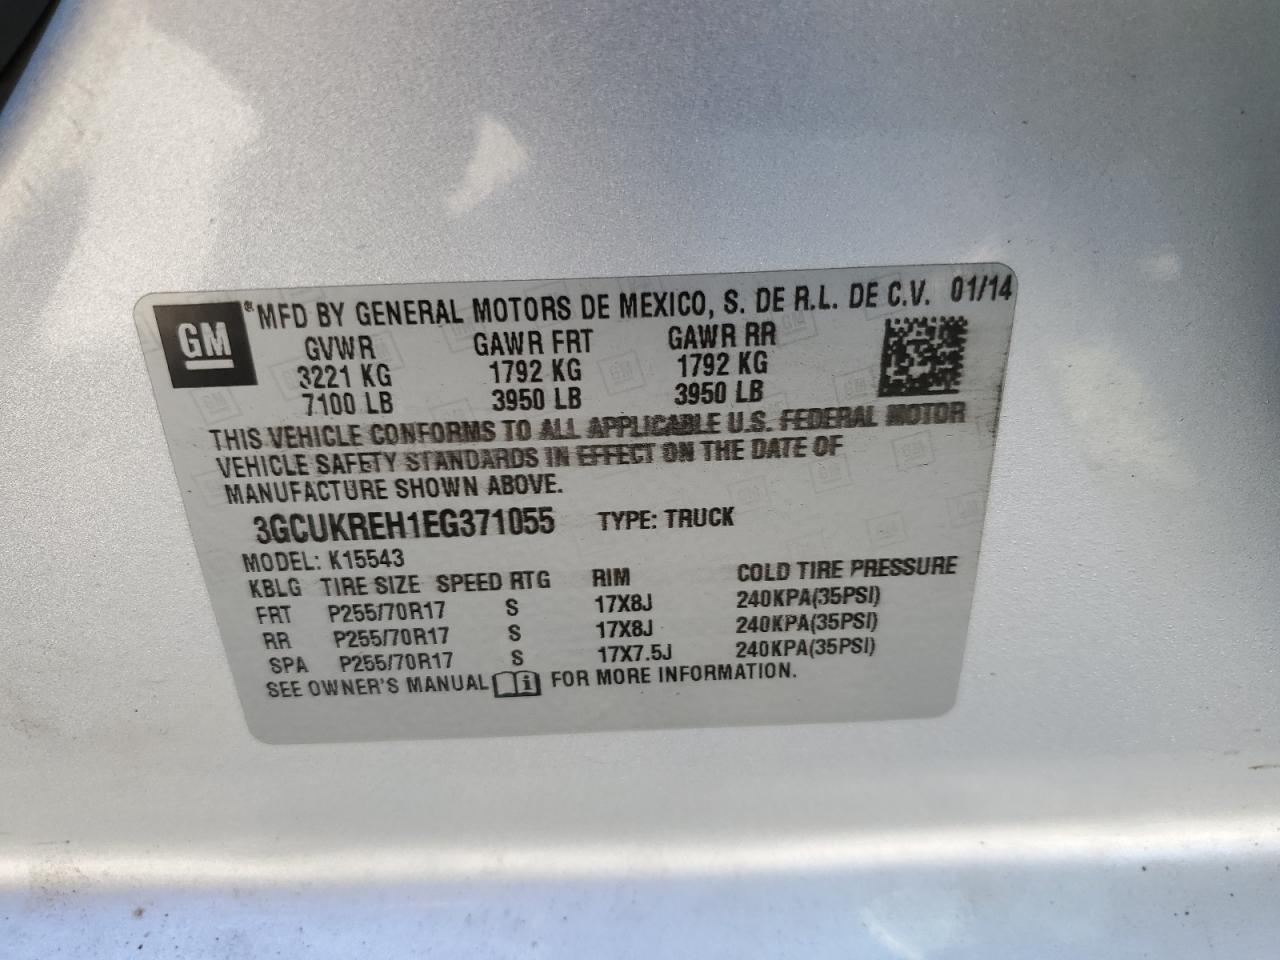 GM ® MFD BY GENERAL MOTORS DE MEXICO, S. DE R.L. DE C.V. 01/14
GVWR GAWR FRT GAWR RR
3221 KG 1792 KG 1792 KG
7100 LB 3950 LB 3950 LB
THIS VEHICLE CONFORMS TO ALL APPLICABLE U.S. FEDERAL MOTOR
VEHICLE SAFETY STANDARDS IN EFFECT ON THE DATE OF
MANUFACTURE SHOWN ABOVE.
3GCUKREH1EG371055 TYPE: TRUCK
MODEL: K15543
KBLG TIRE SIZE SPEED RTG RIM COLD TIRE PRESSURE
FRT P255/70R17 S 17X8J 240KPA(35PSI)
RR P255/70R17 S 17X8J 240KPA(35PSI)
SPA P255/70R17 S 17X7.5J 240KPA(35PSI)
SEE OWNER'S MANUAL FOR MORE INFORMATION.